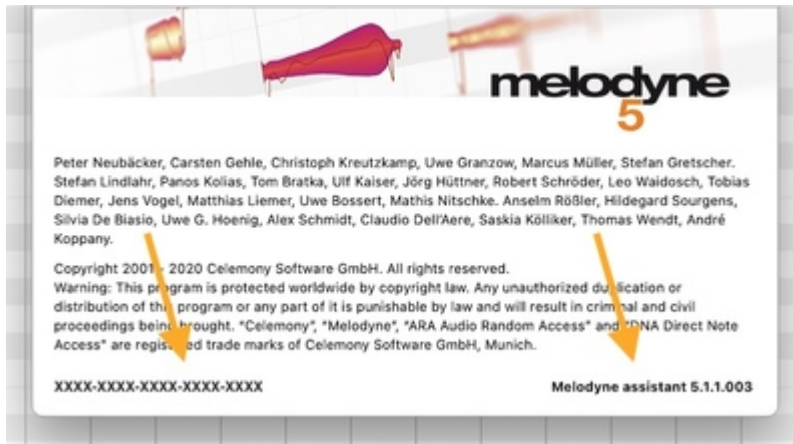 melodyne
5
Peter Neubäcker, Carsten Gehle, Christoph Kreutzkamp, Uwe Granzow, Marcus Müller, Stefan Gretscher.
Stefan Lindlahr, Panos Kolias, Tom Bratka, Ulf Kaiser, Jörg Hüttner, Robert Schröder, Leo Waidosch, Tobias
Diemer, Jens Vogel, Matthias Liemer, Uwe Bossert, Mathis Nitschke. Anselm Rößler, Hildegard Sourgens,
Silvia De Biasio, Uwe G. Hoenig, Alex Schmidt, Claudio Dell'Aere, Saskia Kölliker, Thomas Wendt, André
Koppany.
Copyright 2001 - 2020 Celemony Software GmbH. All rights reserved.
Warning: This program is protected worldwide by copyright law. Any unauthorized duplication or
distribution of this program or any part of it is punishable by law and will result in criminal and civil
proceedings being brought. "Celemony", "Melodyne", "ARA Audio Random Access" and "DNA Direct Note
Access" are registered trade marks of Celemony Software GmbH, Munich.
XXXX-XXXX-XXXX-XXXX-XXXX
Melodyne assistant 5.1.1.003